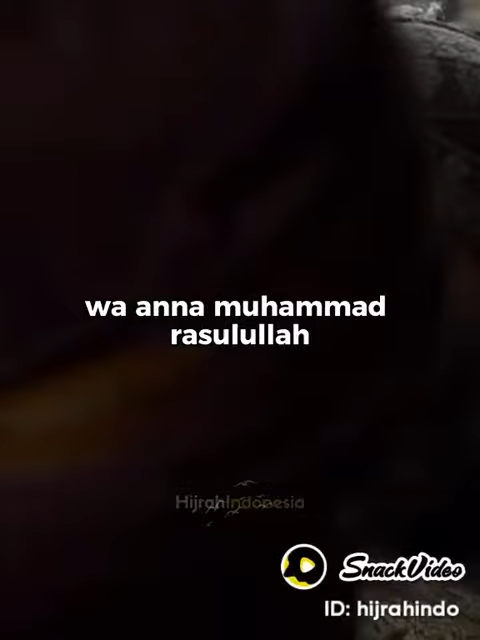 wa anna muhammad
rasulullah
HijrahIndonesia
SnackVideo
ID: hijrahindo